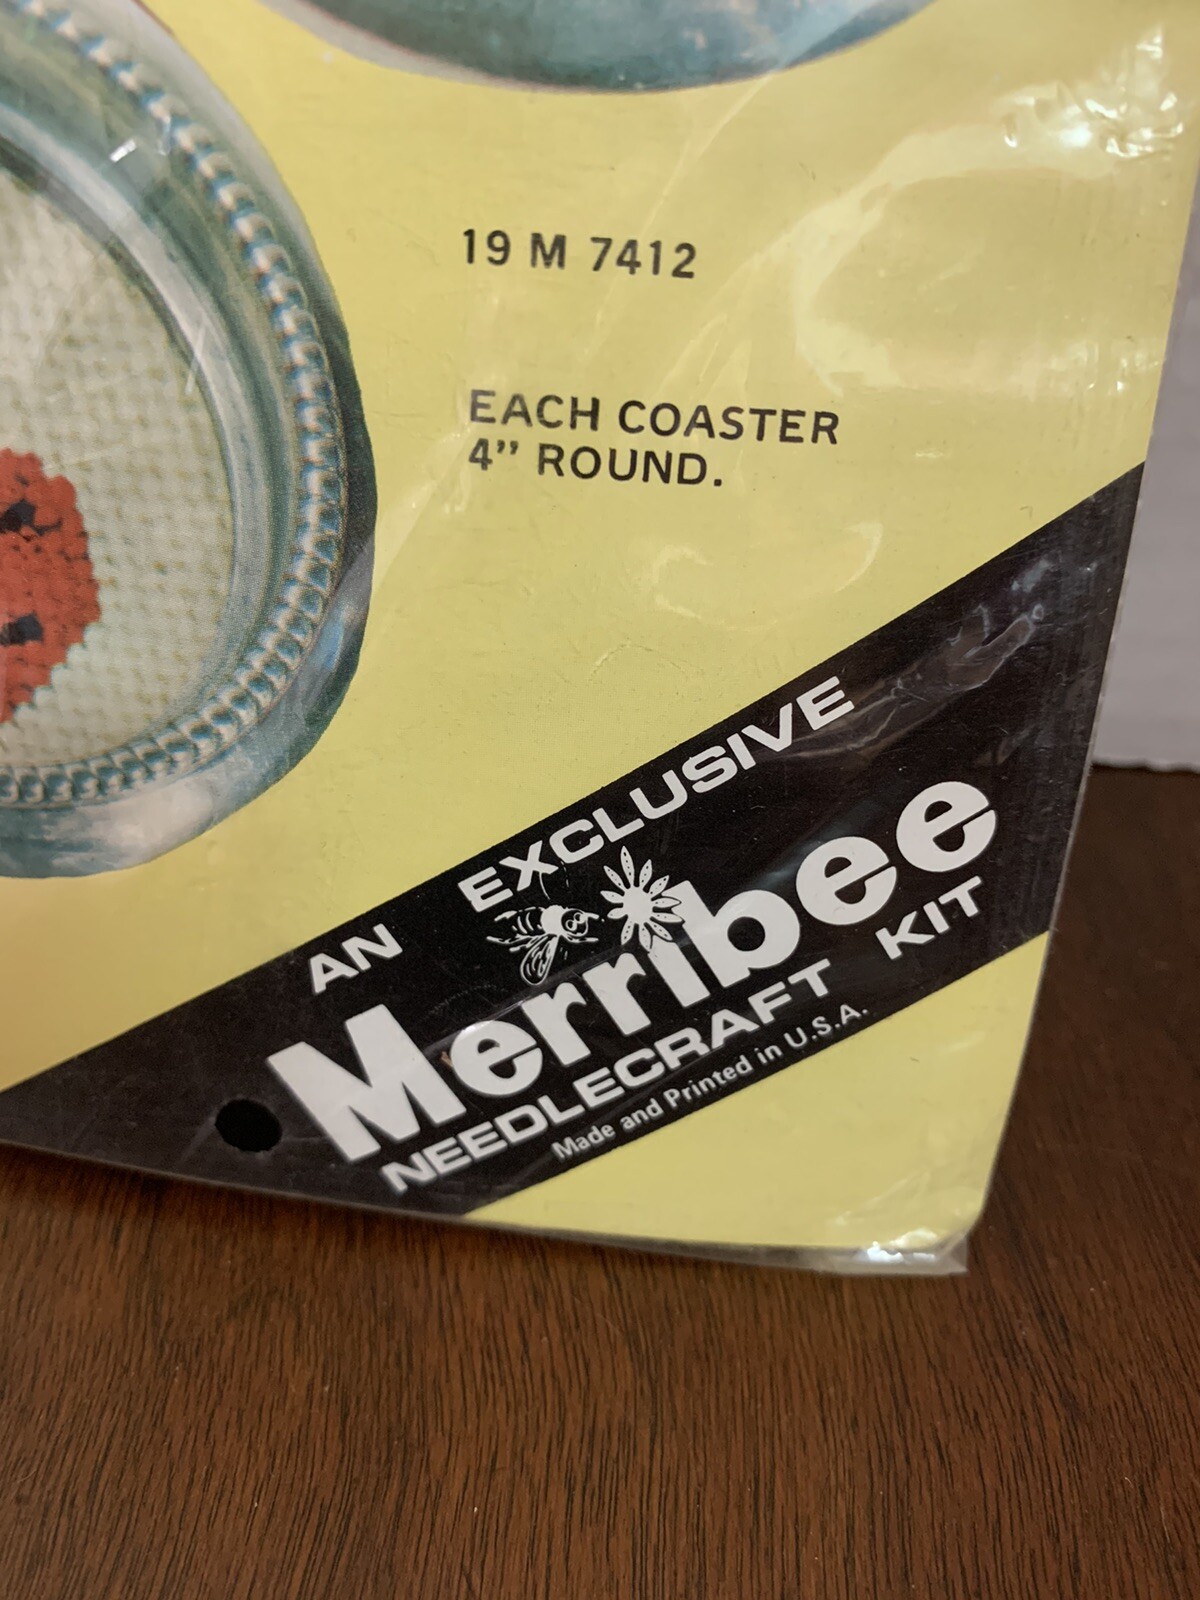 19 M 7412
EACH COASTER
4” ROUND.
AN EXCLUSIVE
Merribee
NEEDLECRAFT KIT
Made and Printed in U.S.A.